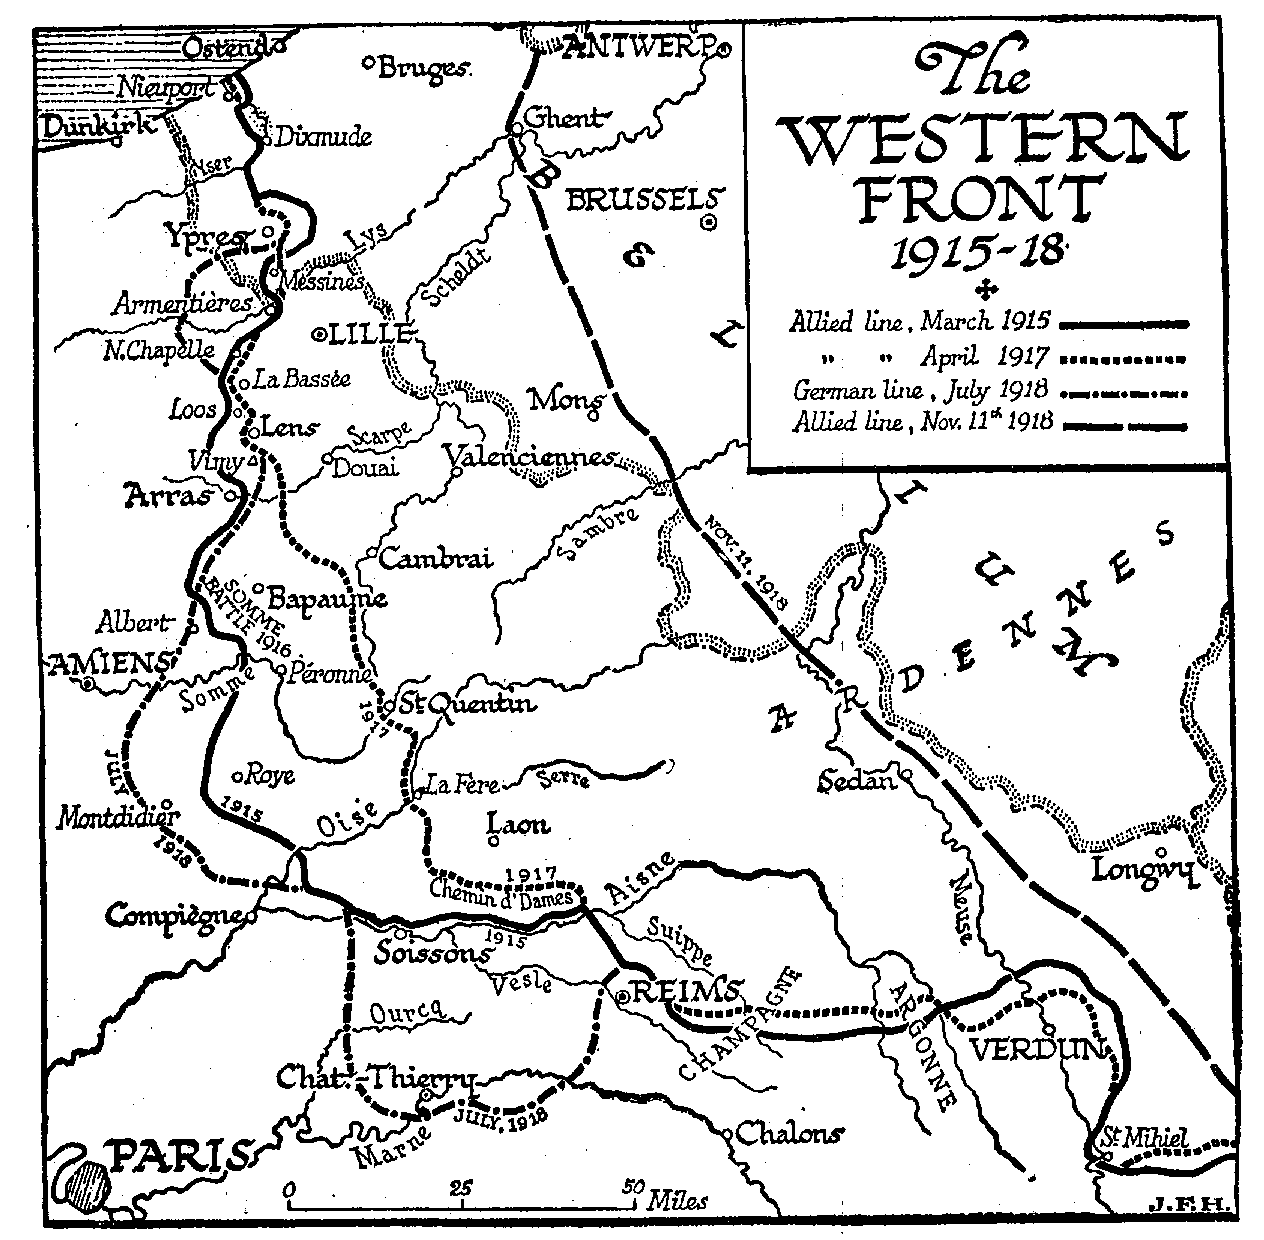 The
WESTERN
FRONT
1915-18
Allied line, March 1915
" " April 1917
German line, July 1918
Allied line, Nov. 11th 1918
Ostend
Nieuport
Dunkirk
Bruges.
ANTWERP
Dixmude
Ghent
Yser
BRUSSELS
Ypres
Lys
Scheldt
Messines
Armentières
LILLE
N. Chapelle
La Bassée
Loos
Lens
Mons
Scarpe
Vimy
Douai
Valenciennes
Arras
Sambre
NOV. 11, 1918
Cambrai
Bapaume
SOMME
BATTLE 1916.
Albert
AMIENS
Somme
Péronne
St Quentin
1917
BELGIUM
ARDENNES
JULY
Roye
La Fère
Serre
Sedan
Montdidier
1918
1915
Oise
Laon
Longwy
1917
Chemin d'Dames
Aisne
Compiègne
Soissons
1915
Suippe
Meuse
Vesle
REIMS
CHAMPAGNE
ARGONNE
Ourcq
VERDUN
Chat.-Thierry
JULY, 1918
Marne
Chalons
St Mihiel
PARIS
0 25 50 Miles
J.F.H.